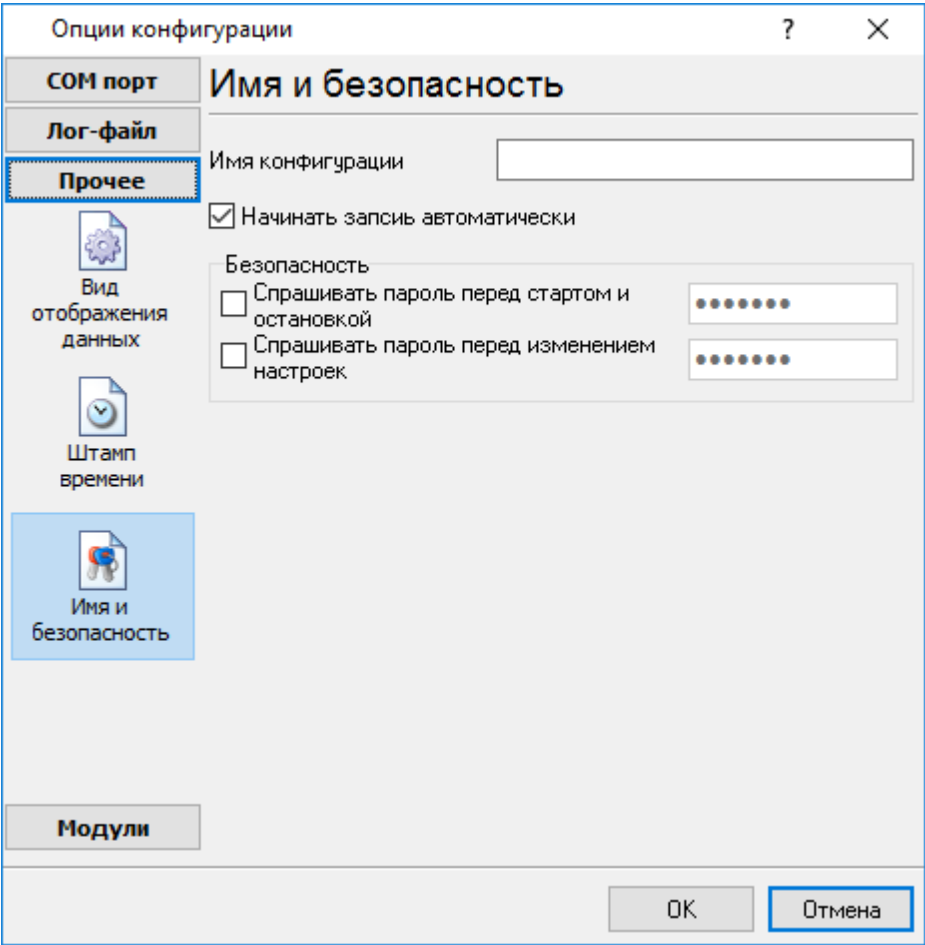 Опции конфигурации
?
COM порт
Лог-файл
Прочее
Вид
отображения
данных
Штамп
времени
Имя и
безопасность
Модули
Имя и безопасность
Имя конфигурации
Начинать запсиь автоматически
Безопасность
Спрашивать пароль перед стартом и
остановкой
•••••••
Спрашивать пароль перед изменением
настроек
•••••••
OK
Отмена